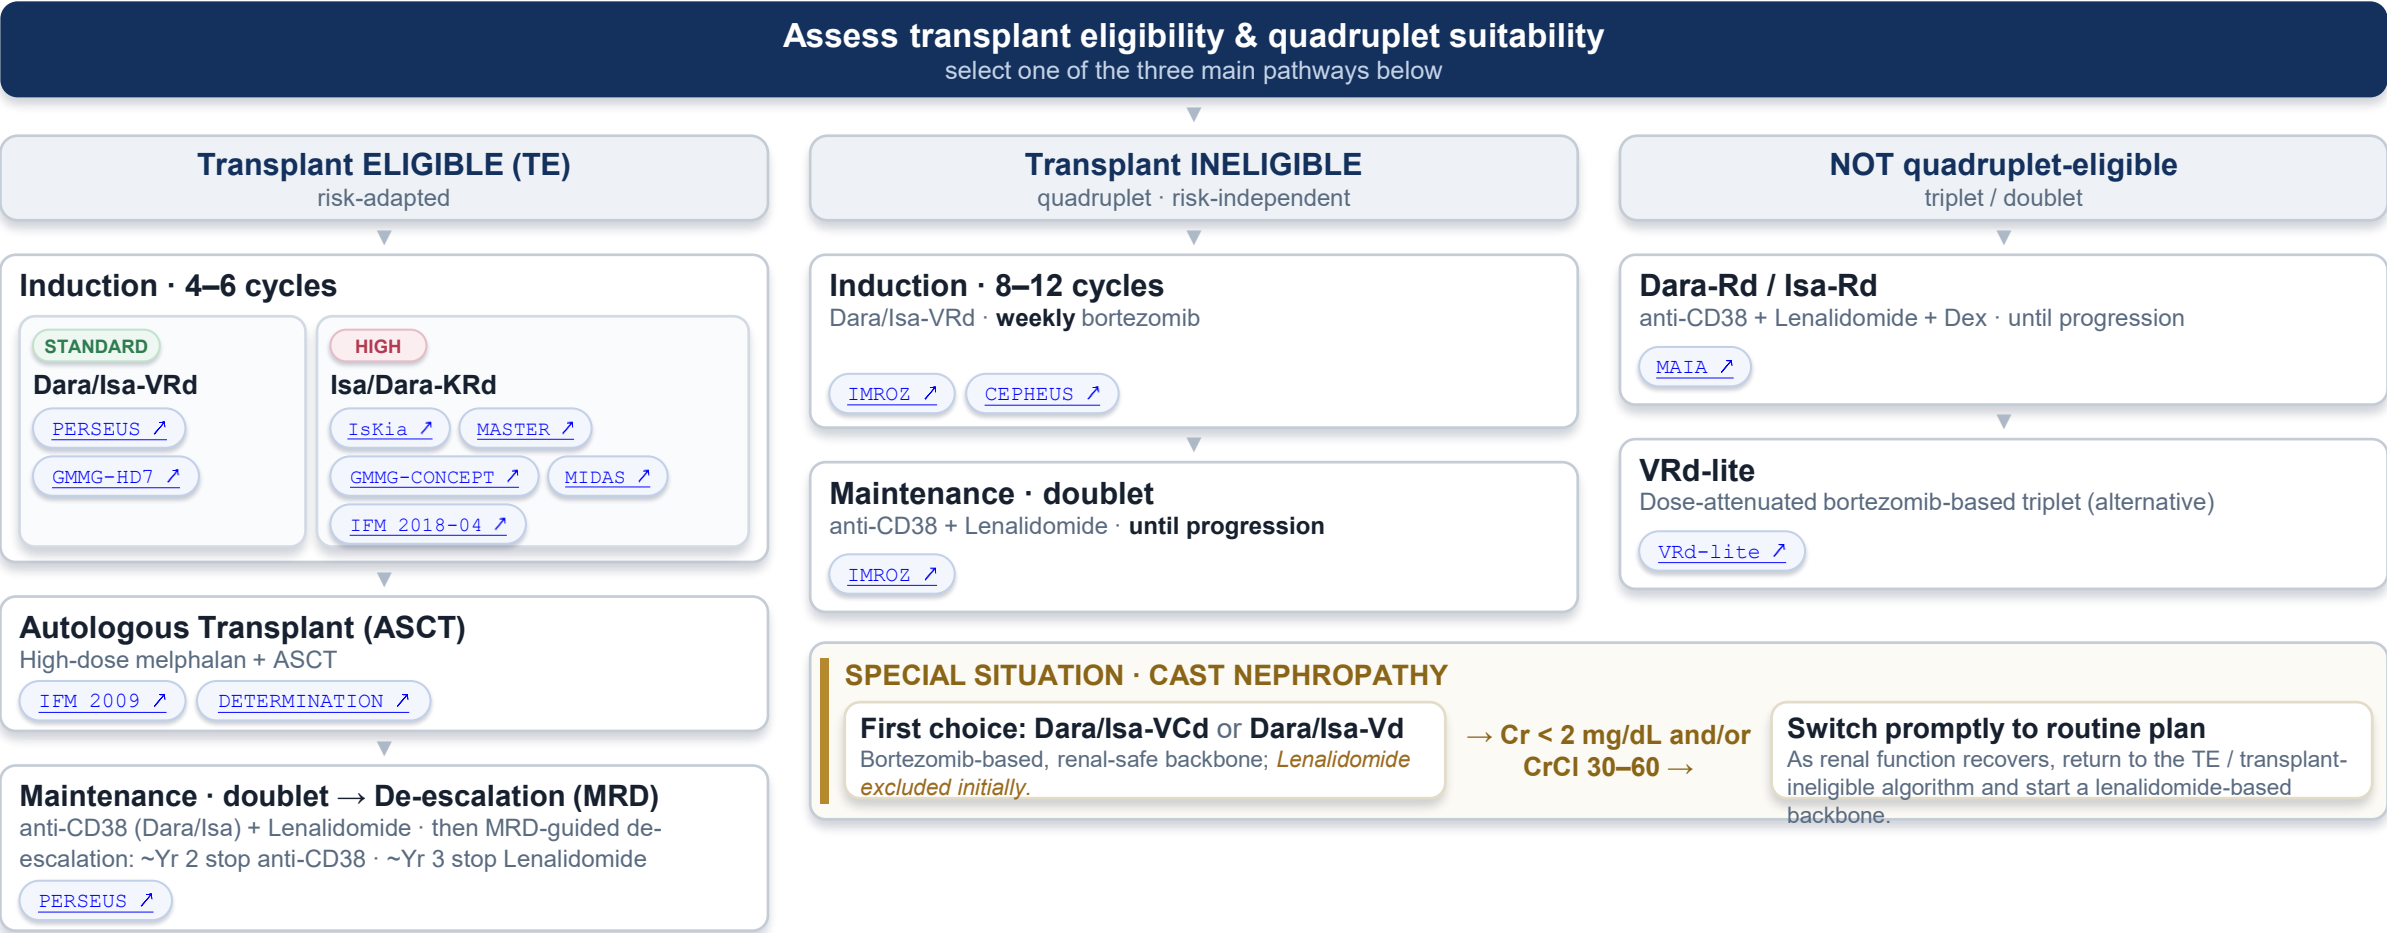 Assess transplant eligibility & quadruplet suitability
select one of the three main pathways below
▼
Transplant ELIGIBLE (TE)
risk-adapted
▼
Induction · 4–6 cycles
STANDARD
Dara/Isa-VRd
PERSEUS ↗
GMMG-HD7 ↗
HIGH
Isa/Dara-KRd
IsKia ↗ MASTER ↗
GMMG-CONCEPT ↗ MIDAS ↗
IFM 2018-04 ↗
▼
Autologous Transplant (ASCT)
High-dose melphalan + ASCT
IFM 2009 ↗ DETERMINATION ↗
▼
Maintenance · doublet → De-escalation (MRD)
anti-CD38 (Dara/Isa) + Lenalidomide · then MRD-guided de-
escalation: ~Yr 2 stop anti-CD38 · ~Yr 3 stop Lenalidomide
PERSEUS ↗
Transplant INELIGIBLE
quadruplet · risk-independent
▼
Induction · 8–12 cycles
Dara/Isa-VRd · weekly bortezomib
IMROZ ↗ CEPHEUS ↗
▼
Maintenance · doublet
anti-CD38 + Lenalidomide · until progression
IMROZ ↗
NOT quadruplet-eligible
triplet / doublet
▼
Dara-Rd / Isa-Rd
anti-CD38 + Lenalidomide + Dex · until progression
MAIA ↗
▼
VRd-lite
Dose-attenuated bortezomib-based triplet (alternative)
VRd-lite ↗
SPECIAL SITUATION · CAST NEPHROPATHY
First choice: Dara/Isa-VCd or Dara/Isa-Vd
Bortezomib-based, renal-safe backbone; Lenalidomide
excluded initially.
→ Cr < 2 mg/dL and/or
CrCl 30–60 →
Switch promptly to routine plan
As renal function recovers, return to the TE / transplant-
ineligible algorithm and start a lenalidomide-based
backbone.